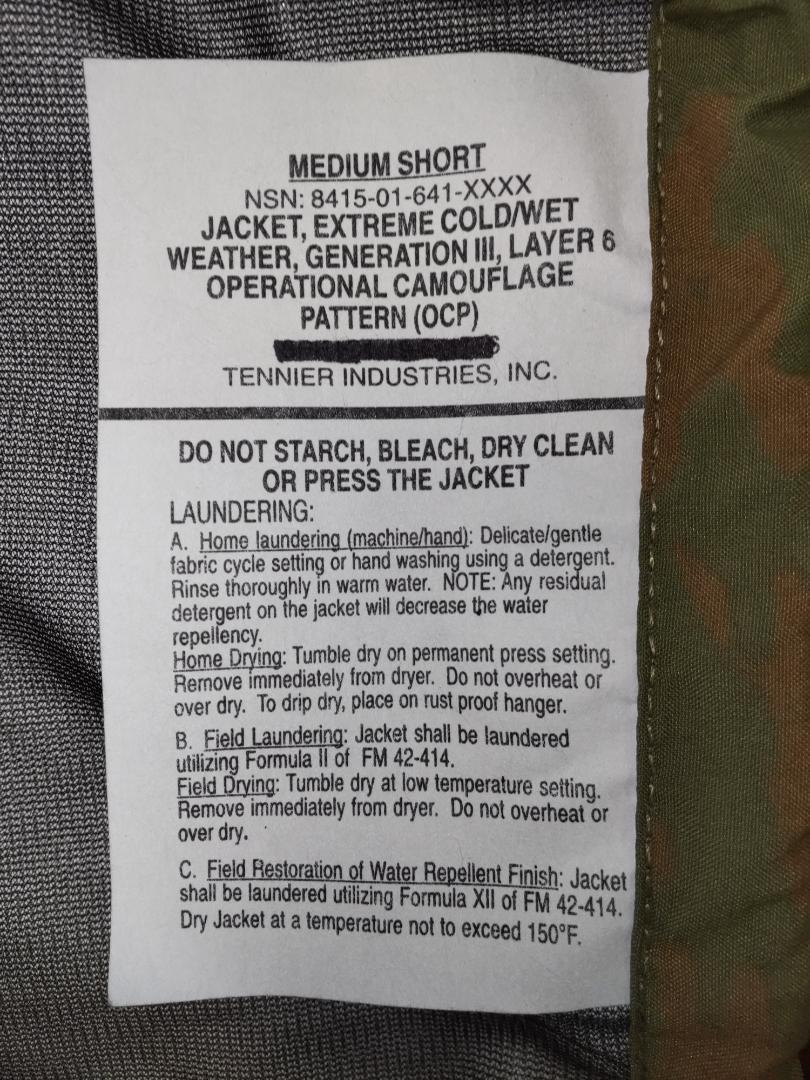 MEDIUM SHORT
NSN: 8415-01-641-XXXX
JACKET, EXTREME COLD/WET
WEATHER, GENERATION III, LAYER 6
OPERATIONAL CAMOUFLAGE
PATTERN (OCP)
TENNIER INDUSTRIES, INC.
DO NOT STARCH, BLEACH, DRY CLEAN
OR PRESS THE JACKET
LAUNDERING:
A. Home laundering (machine/hand): Delicate/gentle
fabric cycle setting or hand washing using a detergent.
Rinse thoroughly in warm water. NOTE: Any residual
detergent on the jacket will decrease the water
repellency.
Home Drying: Tumble dry on permanent press setting.
Remove immediately from dryer. Do not overheat or
over dry. To drip dry, place on rust proof hanger.
B. Field Laundering: Jacket shall be laundered
utilizing Formula II of FM 42-414.
Field Drying: Tumble dry at low temperature setting.
Remove immediately from dryer. Do not overheat or
over dry.
C. Field Restoration of Water Repellent Finish: Jacket
shall be laundered utilizing Formula XII of FM 42-414.
Dry Jacket at a temperature not to exceed 150°F.